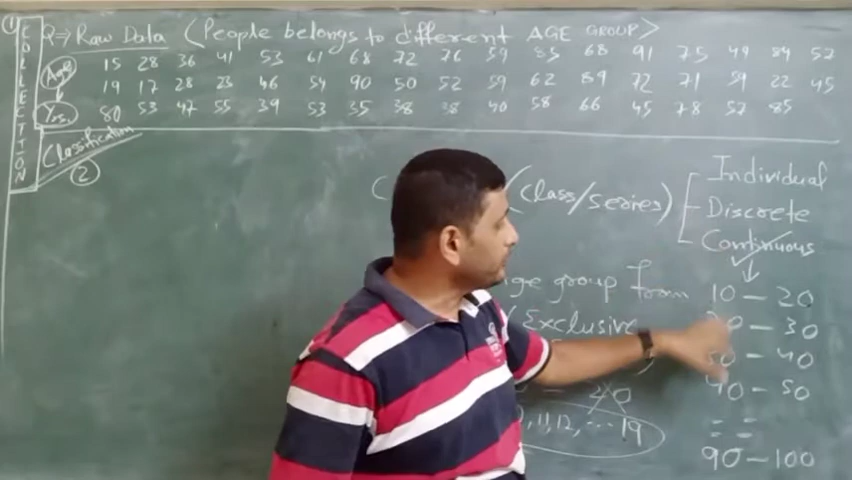 ① Q⇒ Raw Data (People belongs to different AGE GROUP)
COLLECTION
Age 15 28 36 41 53 61 68 72 76 59 85 68 91 75 49 84 57
19 17 28 23 46 54 90 50 52 59 62 89 72 71 59 22 45
Yrs. 80 53 47 55 39 53 35 38 38 40 58 66 45 78 57 85
Classification
②
(Class/series)
Individual
Discrete
Continuous
group from 10 - 20
(Exclusive - 30
- 40
20 40 - 50
11, 12, ... 19 = =
90 - 100